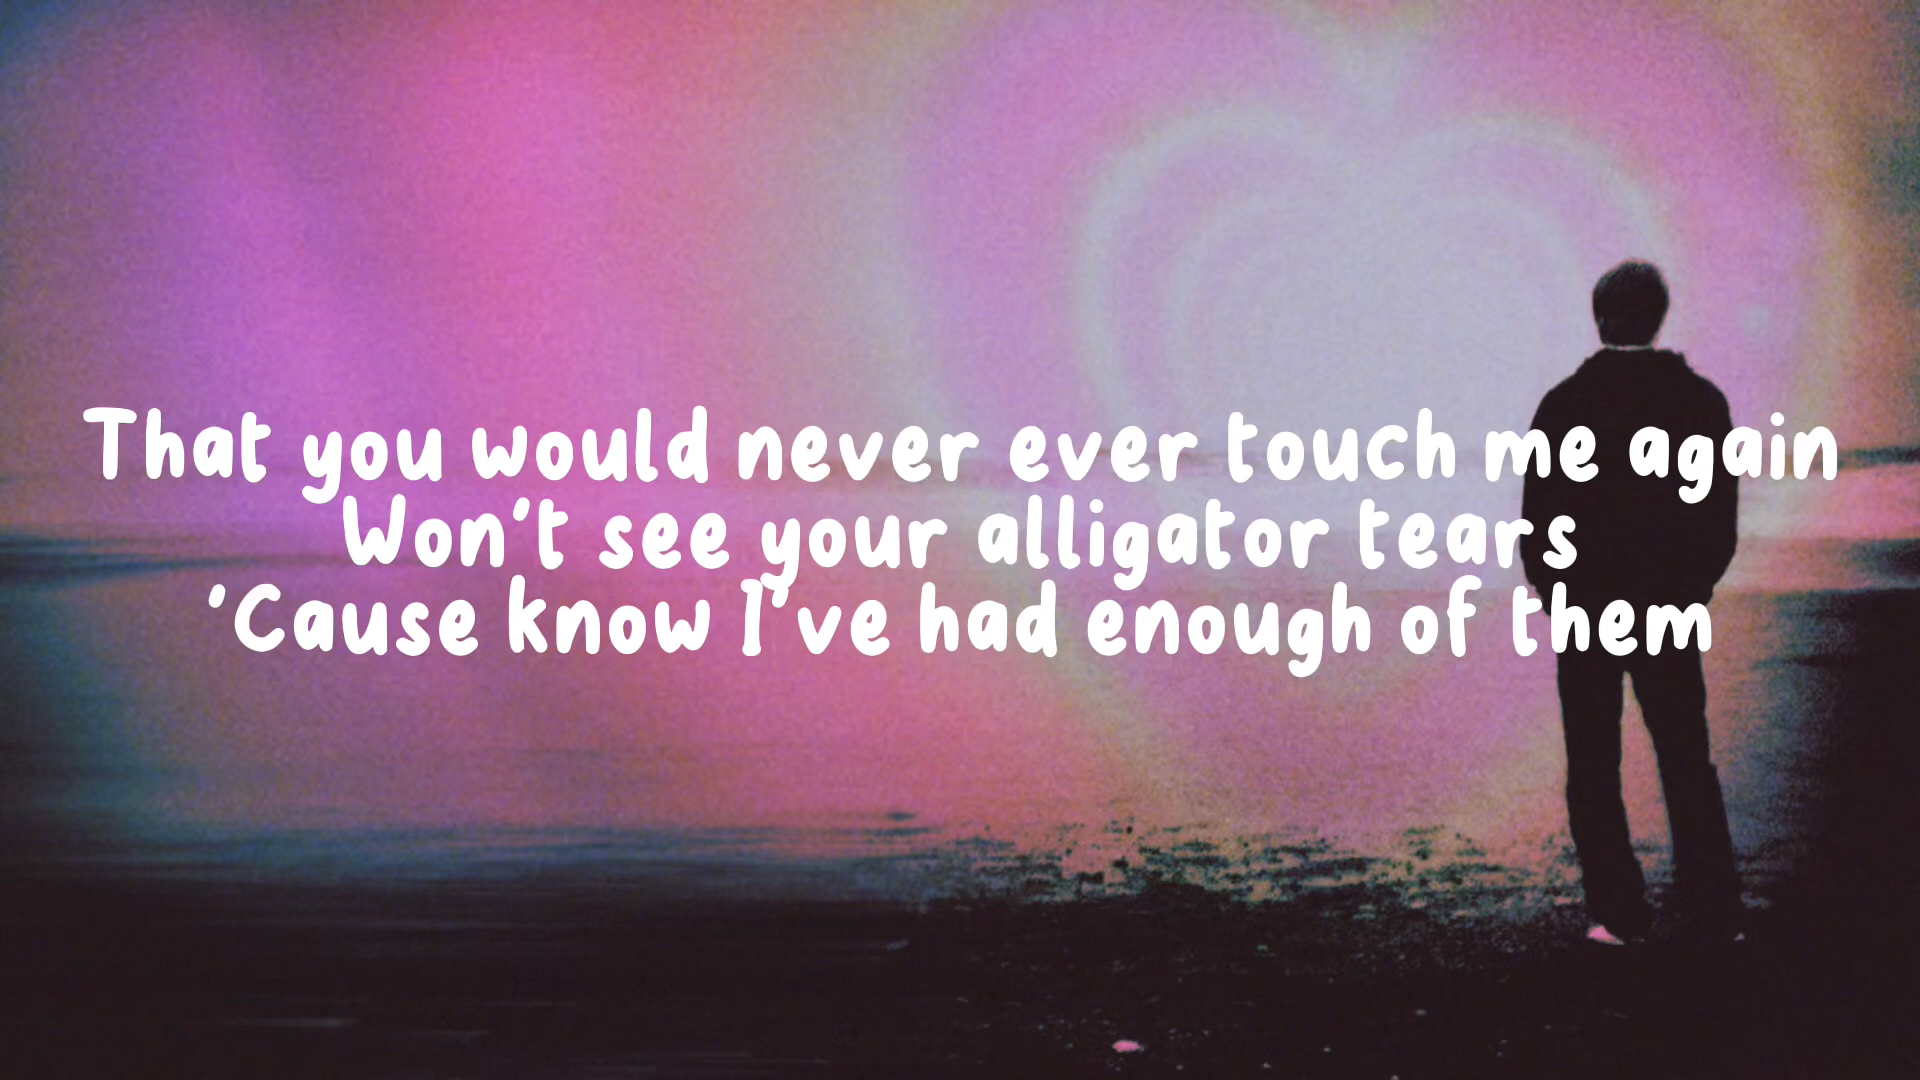 That you would never ever touch me again
Won't see your alligator tears
'Cause know I've had enough of them